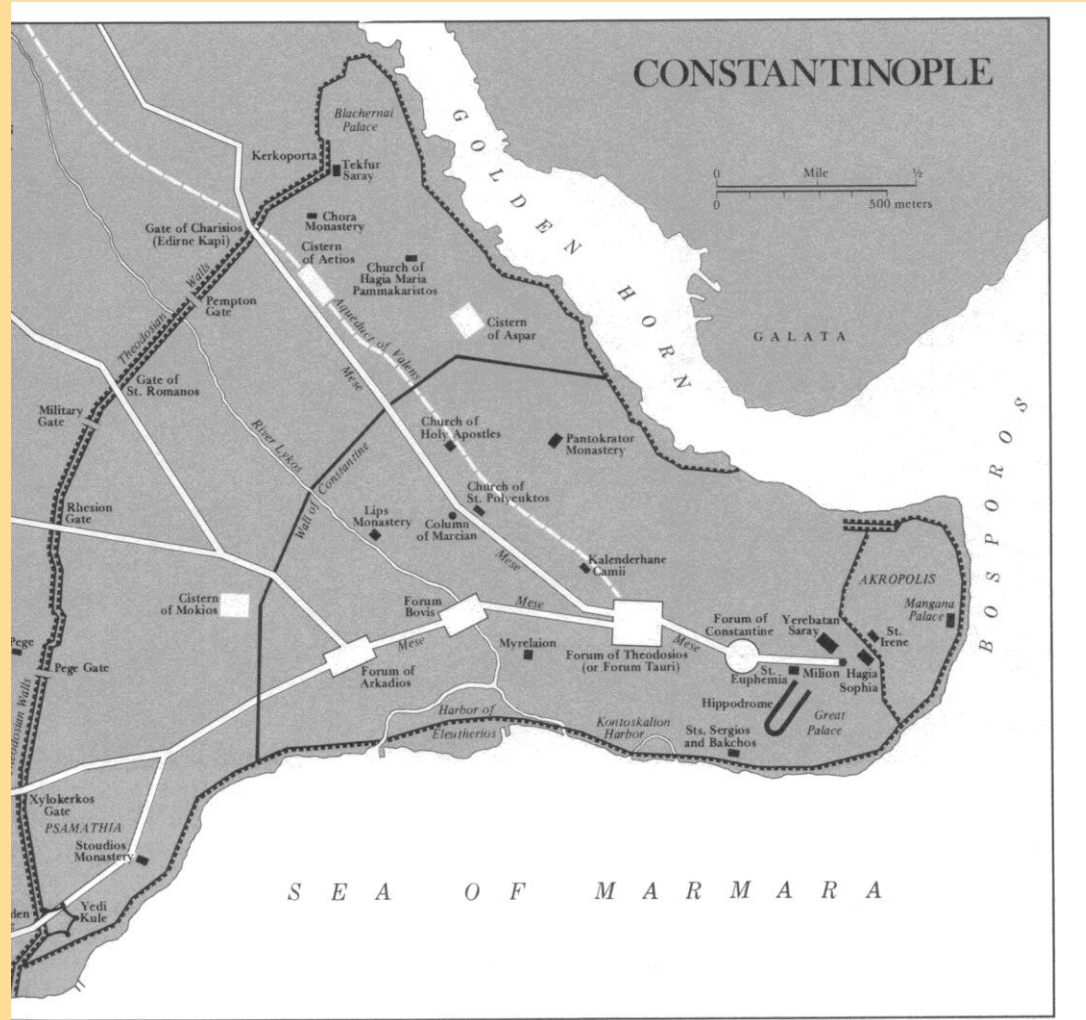 CONSTANTINOPLE
0 Mile ½
0 500 meters
GOLDEN HORN
GALATA
BOSPOROS
SEA OF MARMARA
Blachernai
Palace
Kerkoporta
Tekfur
Saray
Chora
Monastery
Gate of Charisios
(Edirne Kapi)
Cistern
of Aetios
Church of
Hagia Maria
Pammakaristos
Theodosian Walls
Pempton
Gate
Aqueduct of Valens
Mese
Cistern
of Aspar
Gate of
St. Romanos
Military
Gate
River Lykos
Wall of Constantine
Church of
Holy Apostles
Pantokrator
Monastery
Church of
St. Polyeuktos
Rhesion
Gate
Lips
Monastery
Column
of Marcian
Mese
Kalenderhane
Camii
AKROPOLIS
Mangana
Palace
Cistern
of Mokios
Forum
Bovis
Mese
Forum of
Constantine
Yerebatan
Saray
St.
Irene
Mese
Myrelaion
Forum of Theodosios
(or Forum Tauri)
Mese
Pege
Pege Gate
Forum of
Arkadios
St.
Euphemia
Milion
Hagia
Sophia
Hippodrome
Great
Palace
Harbor of
Eleutherios
Kontoskalion
Harbor
Sts. Sergios
and Bakchos
heodosian Walls
Xylokerkos
Gate
PSAMATHIA
Stoudios
Monastery
den
Yedi
Kule